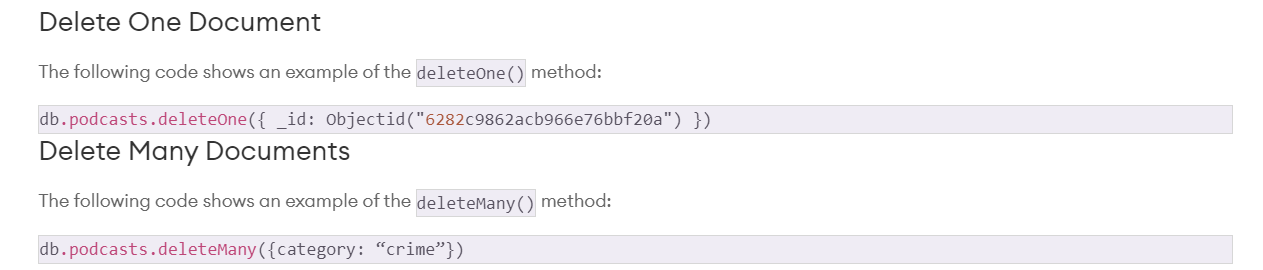 Delete One Document
The following code shows an example of the deleteOne() method:
db.podcasts.deleteOne({ _id: Objectid("6282c9862acb966e76bbf20a") })
Delete Many Documents
The following code shows an example of the deleteMany() method:
db.podcasts.deleteMany({category: “crime”})